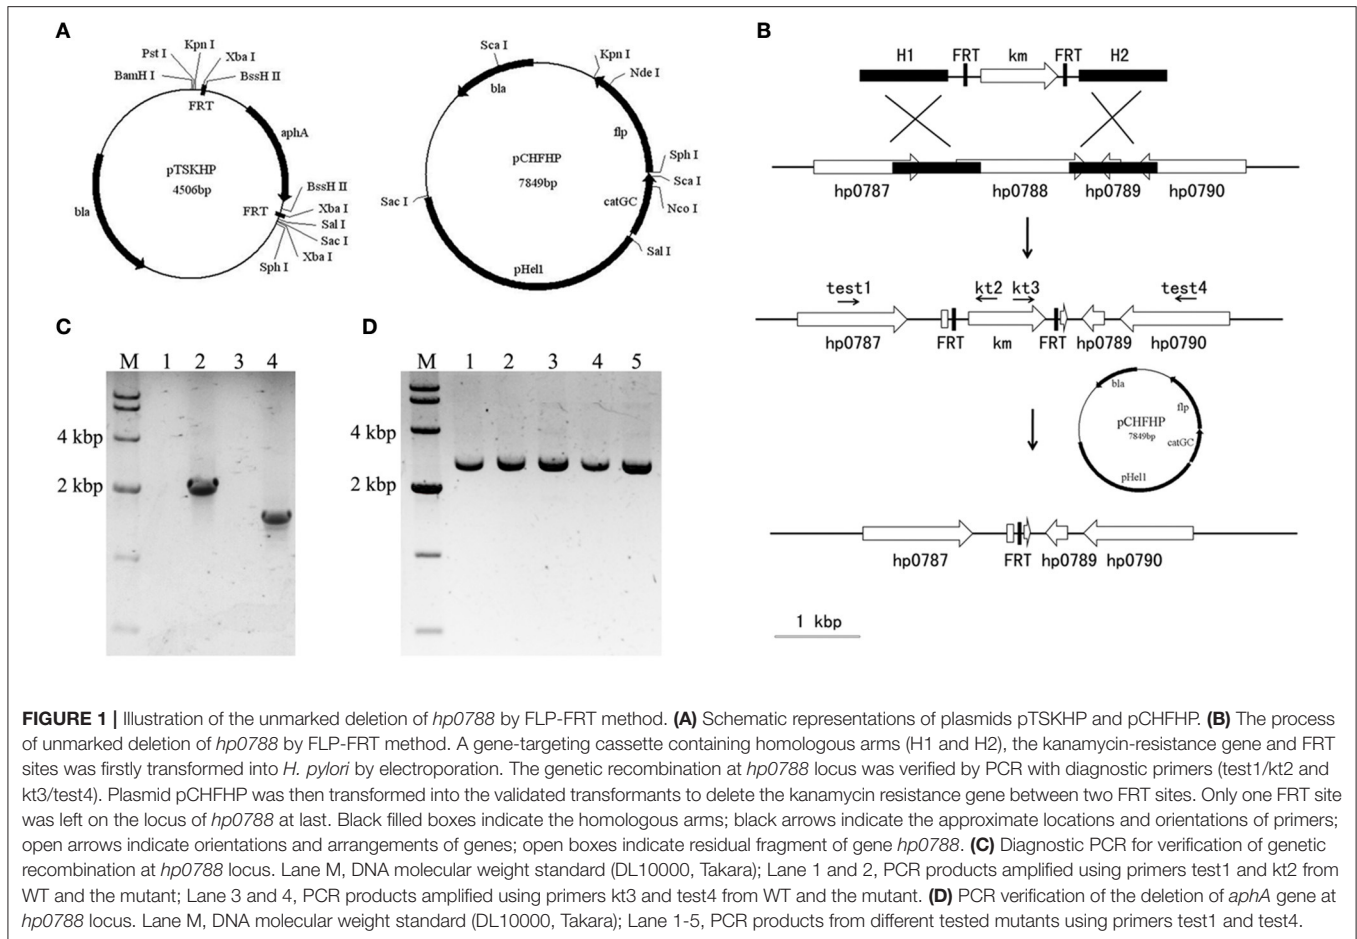 A
Pst I
Kpn I
Xba I
BamH I
BssH II
FRT
aphA
pTSKHP
4506bp
bla
BssH II
FRT
Xba I
Sal I
Sac I
Xba I
Sph I
Sca I
bla
Kpn I
Nde I
flp
pCHFHP
7849bp
Sph I
Sca I
catGC
Nco I
Sac I
Sal I
pHel1
B
H1 FRT km FRT H2
hp0787 hp0788 hp0789 hp0790
test1 kt2 kt3 test4
hp0787 FRT km FRT hp0789 hp0790
bla
flp
pCHFHP
7849bp
catGC
pHel1
hp0787 FRT hp0789 hp0790
1 kbp
C
M 1 2 3 4
4 kbp
2 kbp
D
M 1 2 3 4 5
4 kbp
2 kbp
FIGURE 1 | Illustration of the unmarked deletion of hp0788 by FLP-FRT method. (A) Schematic representations of plasmids pTSKHP and pCHFHP. (B) The process
of unmarked deletion of hp0788 by FLP-FRT method. A gene-targeting cassette containing homologous arms (H1 and H2), the kanamycin-resistance gene and FRT
sites was firstly transformed into H. pylori by electroporation. The genetic recombination at hp0788 locus was verified by PCR with diagnostic primers (test1/kt2 and
kt3/test4). Plasmid pCHFHP was then transformed into the validated transformants to delete the kanamycin resistance gene between two FRT sites. Only one FRT site
was left on the locus of hp0788 at last. Black filled boxes indicate the homologous arms; black arrows indicate the approximate locations and orientations of primers;
open arrows indicate orientations and arrangements of genes; open boxes indicate residual fragment of gene hp0788. (C) Diagnostic PCR for verification of genetic
recombination at hp0788 locus. Lane M, DNA molecular weight standard (DL10000, Takara); Lane 1 and 2, PCR products amplified using primers test1 and kt2 from
WT and the mutant; Lane 3 and 4, PCR products amplified using primers kt3 and test4 from WT and the mutant. (D) PCR verification of the deletion of aphA gene at
hp0788 locus. Lane M, DNA molecular weight standard (DL10000, Takara); Lane 1-5, PCR products from different tested mutants using primers test1 and test4.